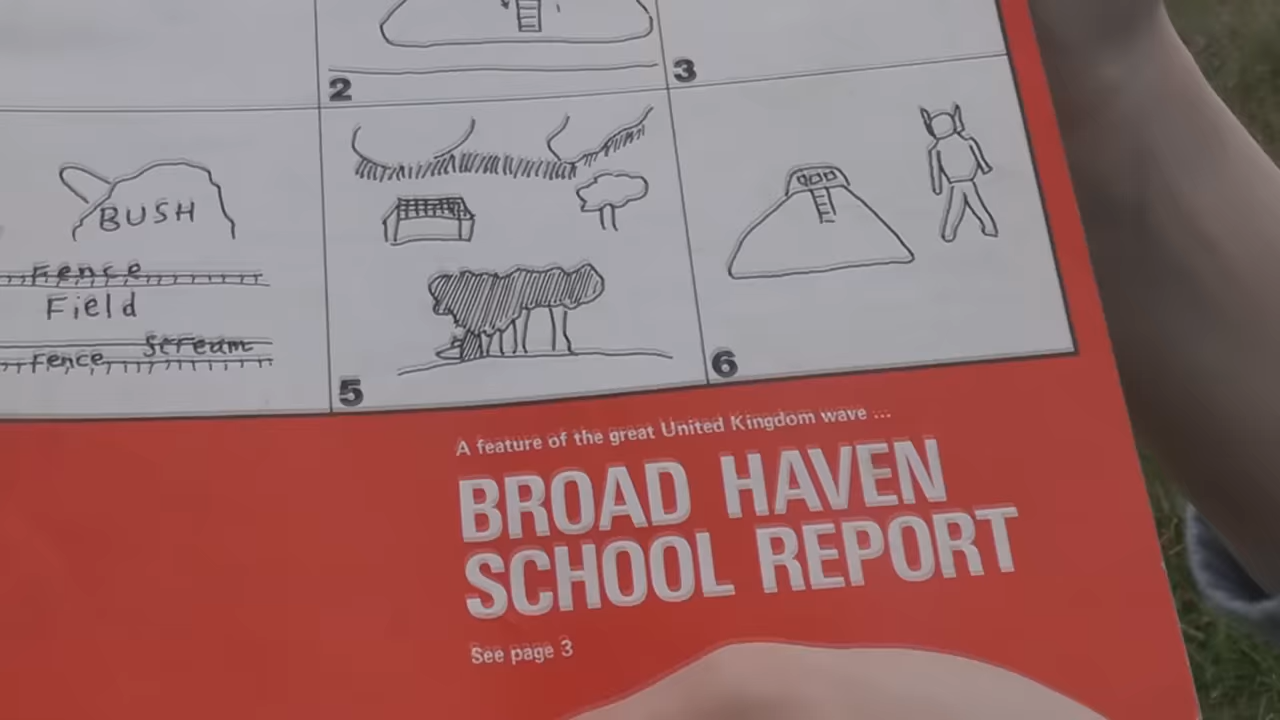 2
3
BUSH
Fence
Field
Stream
Fence
5
6
A feature of the great United Kingdom wave ...
BROAD HAVEN
SCHOOL REPORT
See page 3